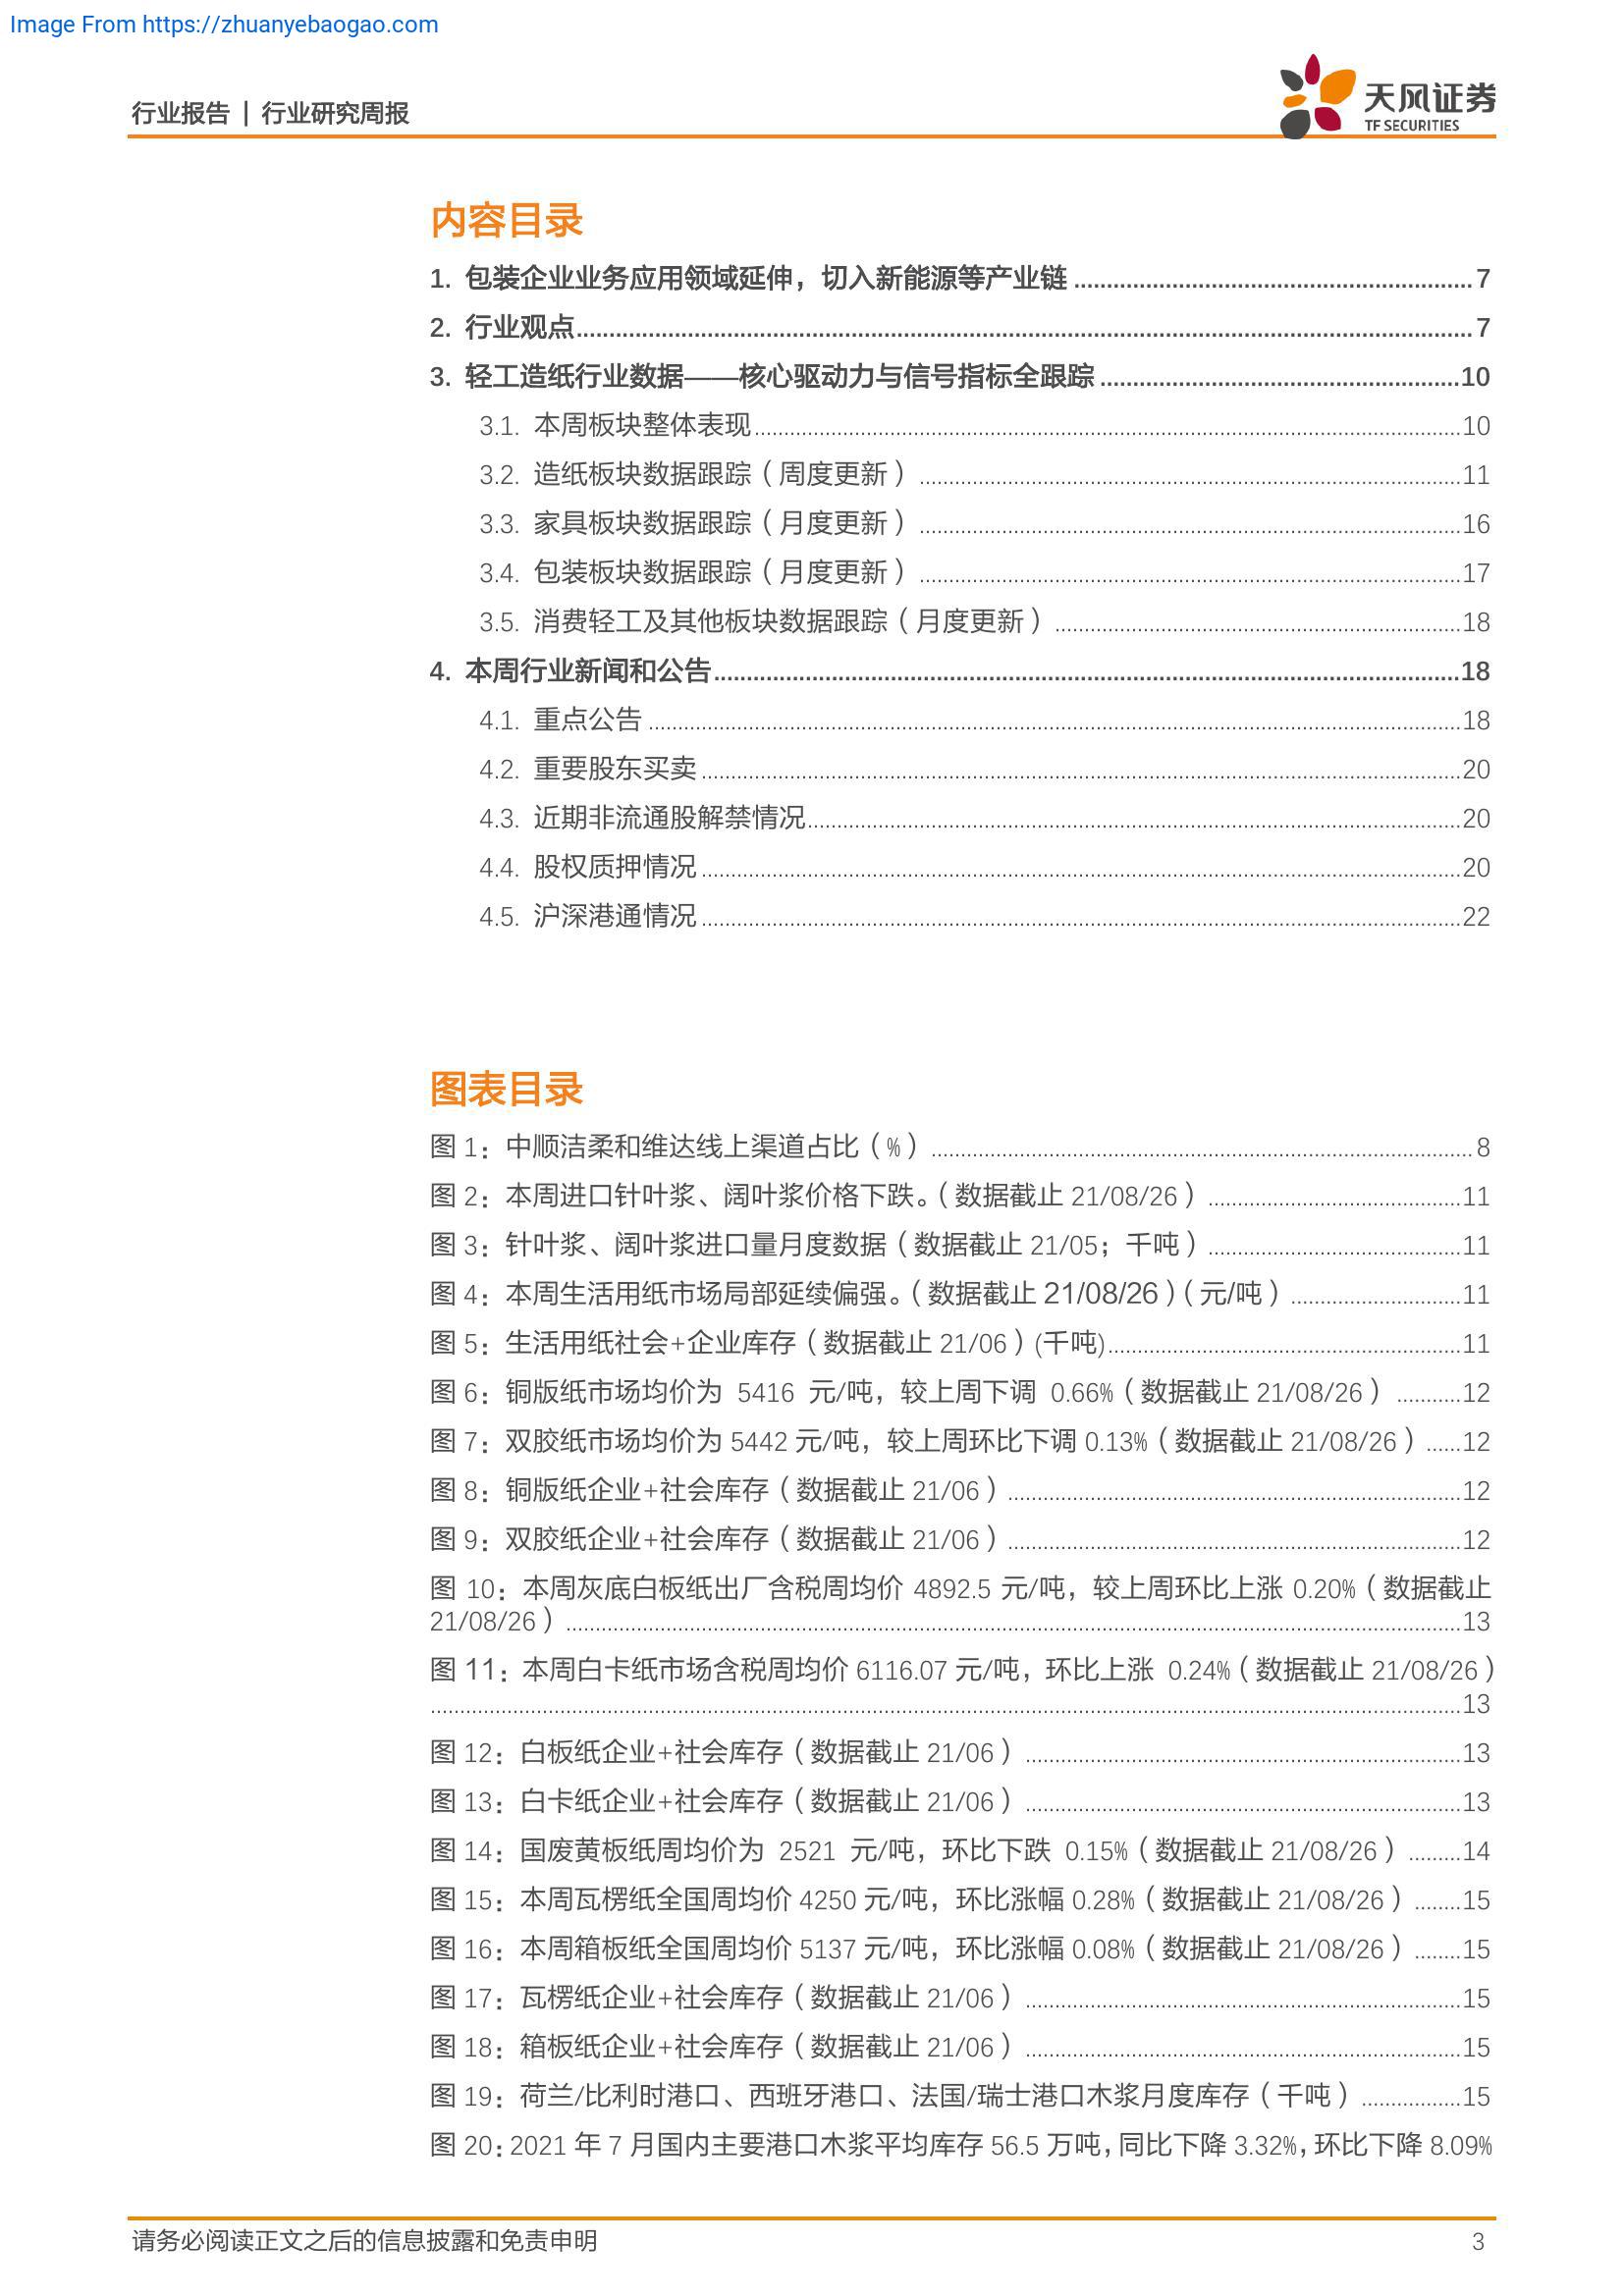 Image From https://zhuanyebaogao.com
行业报告 | 行业研究周报
天风证券
TF SECURITIES
内容目录
1. 包装企业业务应用领域延伸，切入新能源等产业链 ........ 7
2. 行业观点 ........ 7
3. 轻工造纸行业数据——核心驱动力与信号指标全跟踪 ........ 10
3.1. 本周板块整体表现 ........ 10
3.2. 造纸板块数据跟踪（周度更新） ........ 11
3.3. 家具板块数据跟踪（月度更新） ........ 16
3.4. 包装板块数据跟踪（月度更新） ........ 17
3.5. 消费轻工及其他板块数据跟踪（月度更新） ........ 18
4. 本周行业新闻和公告 ........ 18
4.1. 重点公告 ........ 18
4.2. 重要股东买卖 ........ 20
4.3. 近期非流通股解禁情况 ........ 20
4.4. 股权质押情况 ........ 20
4.5. 沪深港通情况 ........ 22
图表目录
图 1：中顺洁柔和维达线上渠道占比（%） ........ 8
图 2：本周进口针叶浆、阔叶浆价格下跌。（数据截止 21/08/26） ........ 11
图 3：针叶浆、阔叶浆进口量月度数据（数据截止 21/05；千吨） ........ 11
图 4：本周生活用纸市场局部延续偏强。（数据截止 21/08/26）（元/吨） ........ 11
图 5：生活用纸社会+企业库存（数据截止 21/06）(千吨) ........ 11
图 6：铜版纸市场均价为 5416 元/吨，较上周下调 0.66%（数据截止 21/08/26） ........ 12
图 7：双胶纸市场均价为 5442 元/吨，较上周环比下调 0.13%（数据截止 21/08/26） ...... 12
图 8：铜版纸企业+社会库存（数据截止 21/06） ........ 12
图 9：双胶纸企业+社会库存（数据截止 21/06） ........ 12
图 10：本周灰底白板纸出厂含税周均价 4892.5 元/吨，较上周环比上涨 0.20%（数据截止
21/08/26） ........ 13
图 11：本周白卡纸市场含税周均价 6116.07 元/吨，环比上涨 0.24%（数据截止 21/08/26）
........ 13
图 12：白板纸企业+社会库存（数据截止 21/06） ........ 13
图 13：白卡纸企业+社会库存（数据截止 21/06） ........ 13
图 14：国废黄板纸周均价为 2521 元/吨，环比下跌 0.15%（数据截止 21/08/26） ........ 14
图 15：本周瓦楞纸全国周均价 4250 元/吨，环比涨幅 0.28%（数据截止 21/08/26） ........ 15
图 16：本周箱板纸全国周均价 5137 元/吨，环比涨幅 0.08%（数据截止 21/08/26） ........ 15
图 17：瓦楞纸企业+社会库存（数据截止 21/06） ........ 15
图 18：箱板纸企业+社会库存（数据截止 21/06） ........ 15
图 19：荷兰/比利时港口、西班牙港口、法国/瑞士港口木浆月度库存（千吨） ........ 15
图 20：2021 年 7 月国内主要港口木浆平均库存 56.5 万吨，同比下降 3.32%，环比下降 8.09%
请务必阅读正文之后的信息披露和免责申明
3